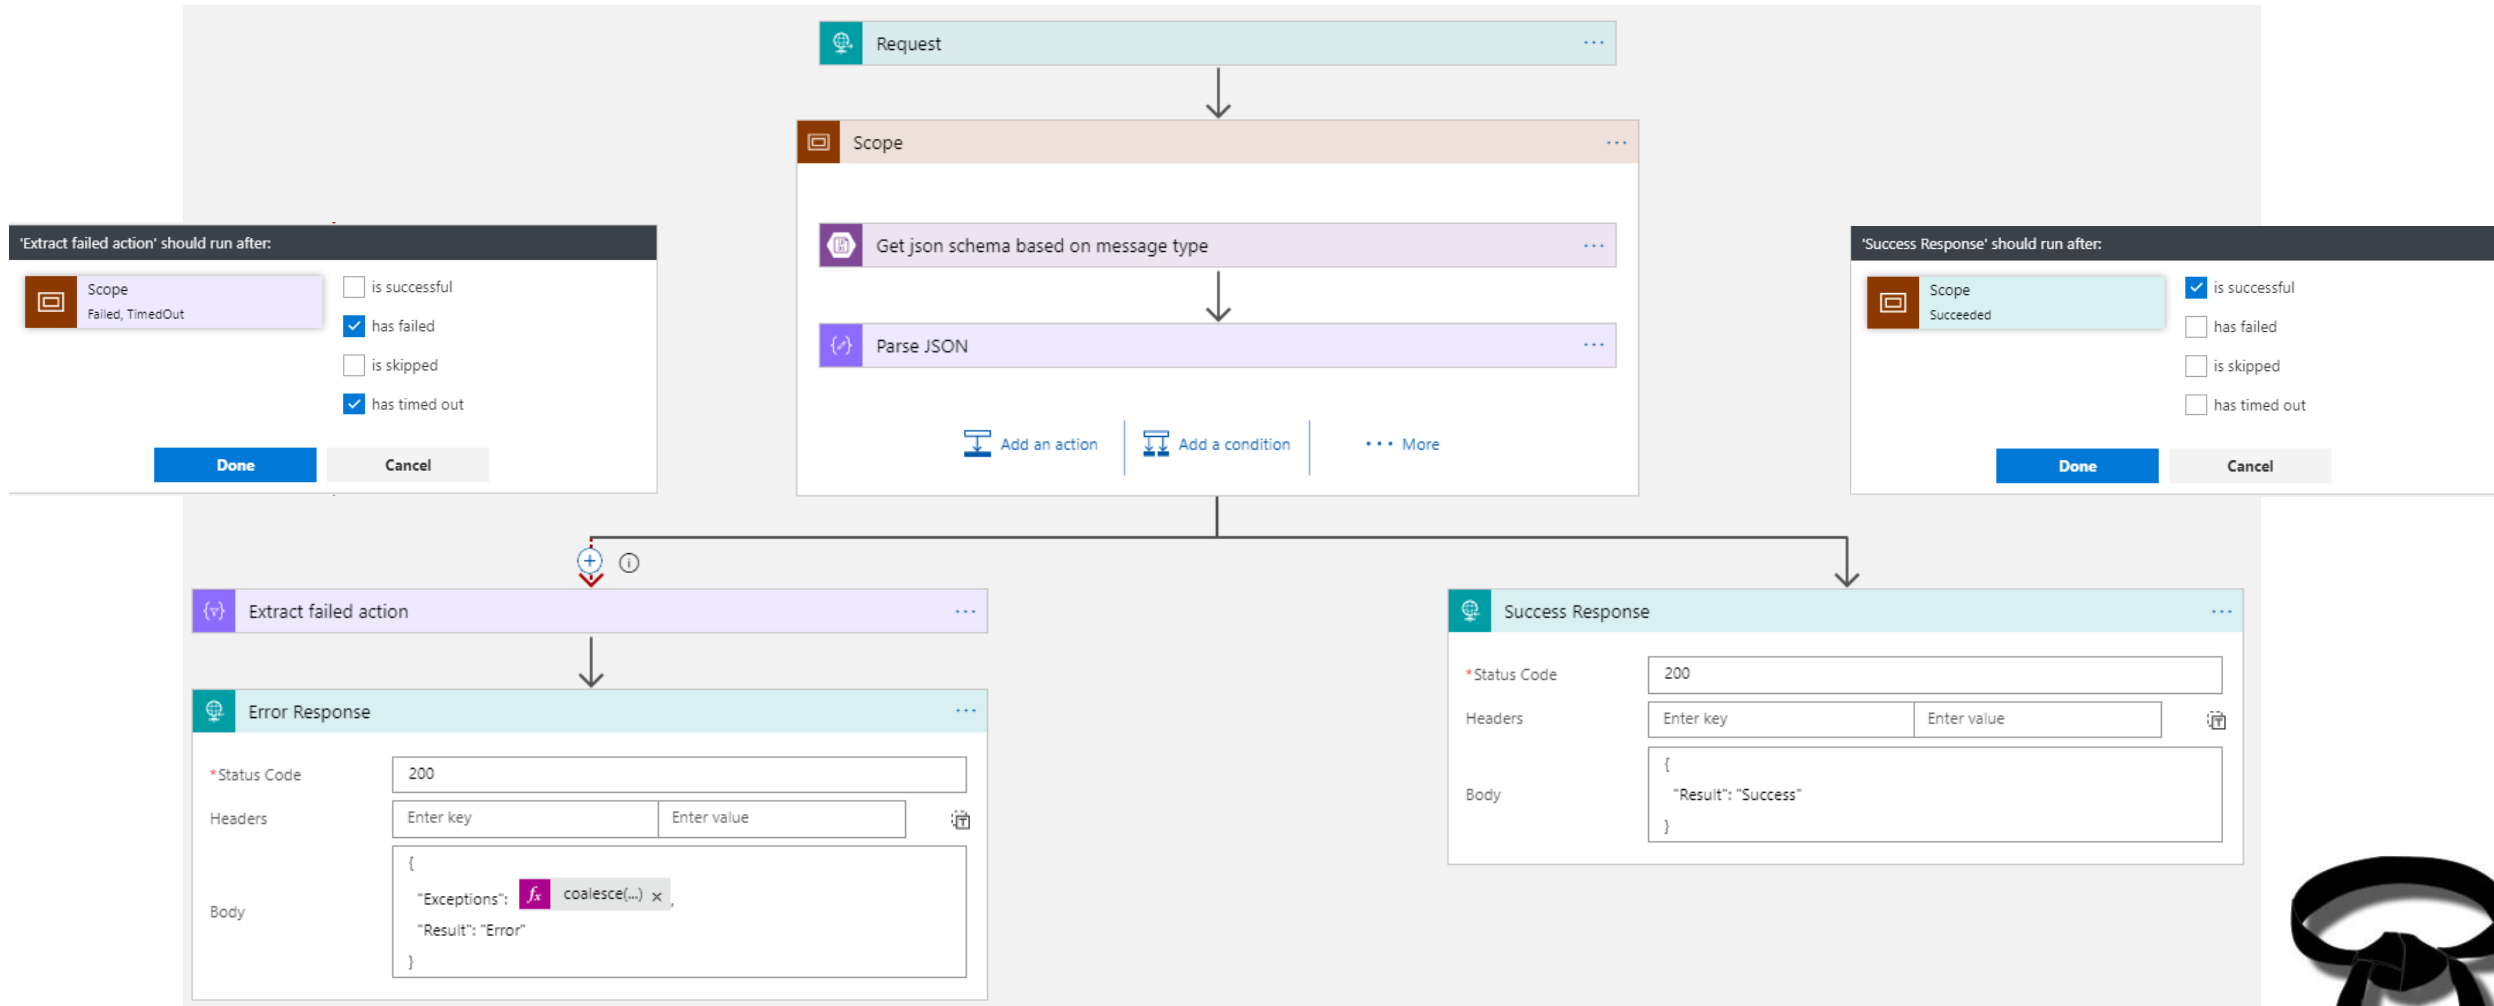 Request
Scope
Get json schema based on message type
Parse JSON
Add an action
Add a condition
More
'Extract failed action' should run after:
Scope
Failed, TimedOut
is successful
has failed
is skipped
has timed out
Done
Cancel
'Success Response' should run after:
Scope
Succeeded
is successful
has failed
is skipped
has timed out
Done
Cancel
Extract failed action
Error Response
*Status Code
200
Headers
Enter key
Enter value
Body
{
"Exceptions": fx coalesce(...) × ,
"Result": "Error"
}
Success Response
*Status Code
200
Headers
Enter key
Enter value
Body
{
"Result": "Success"
}